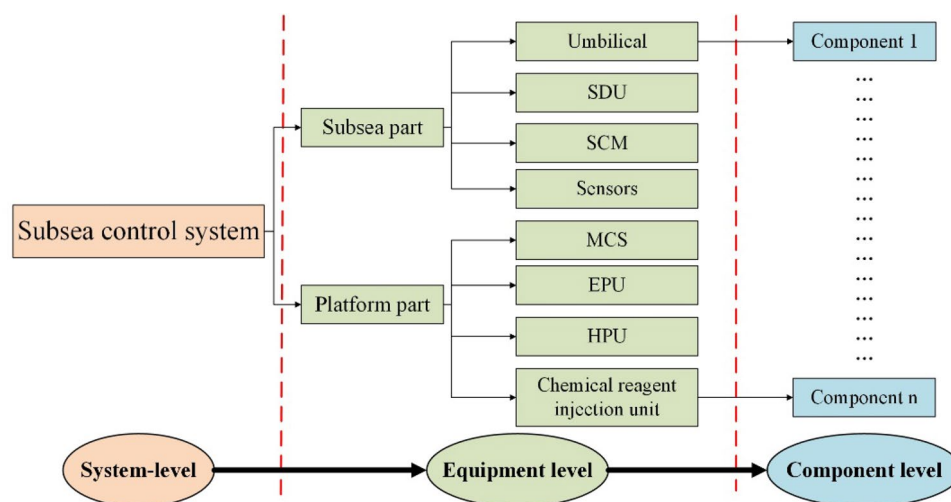 Umbilical
Component 1
SDU
Subsea part
SCM
Sensors
Subsea control system
MCS
EPU
Platform part
HPU
Chemical reagent
injection unit
Component n
System-level
Equipment level
Component level